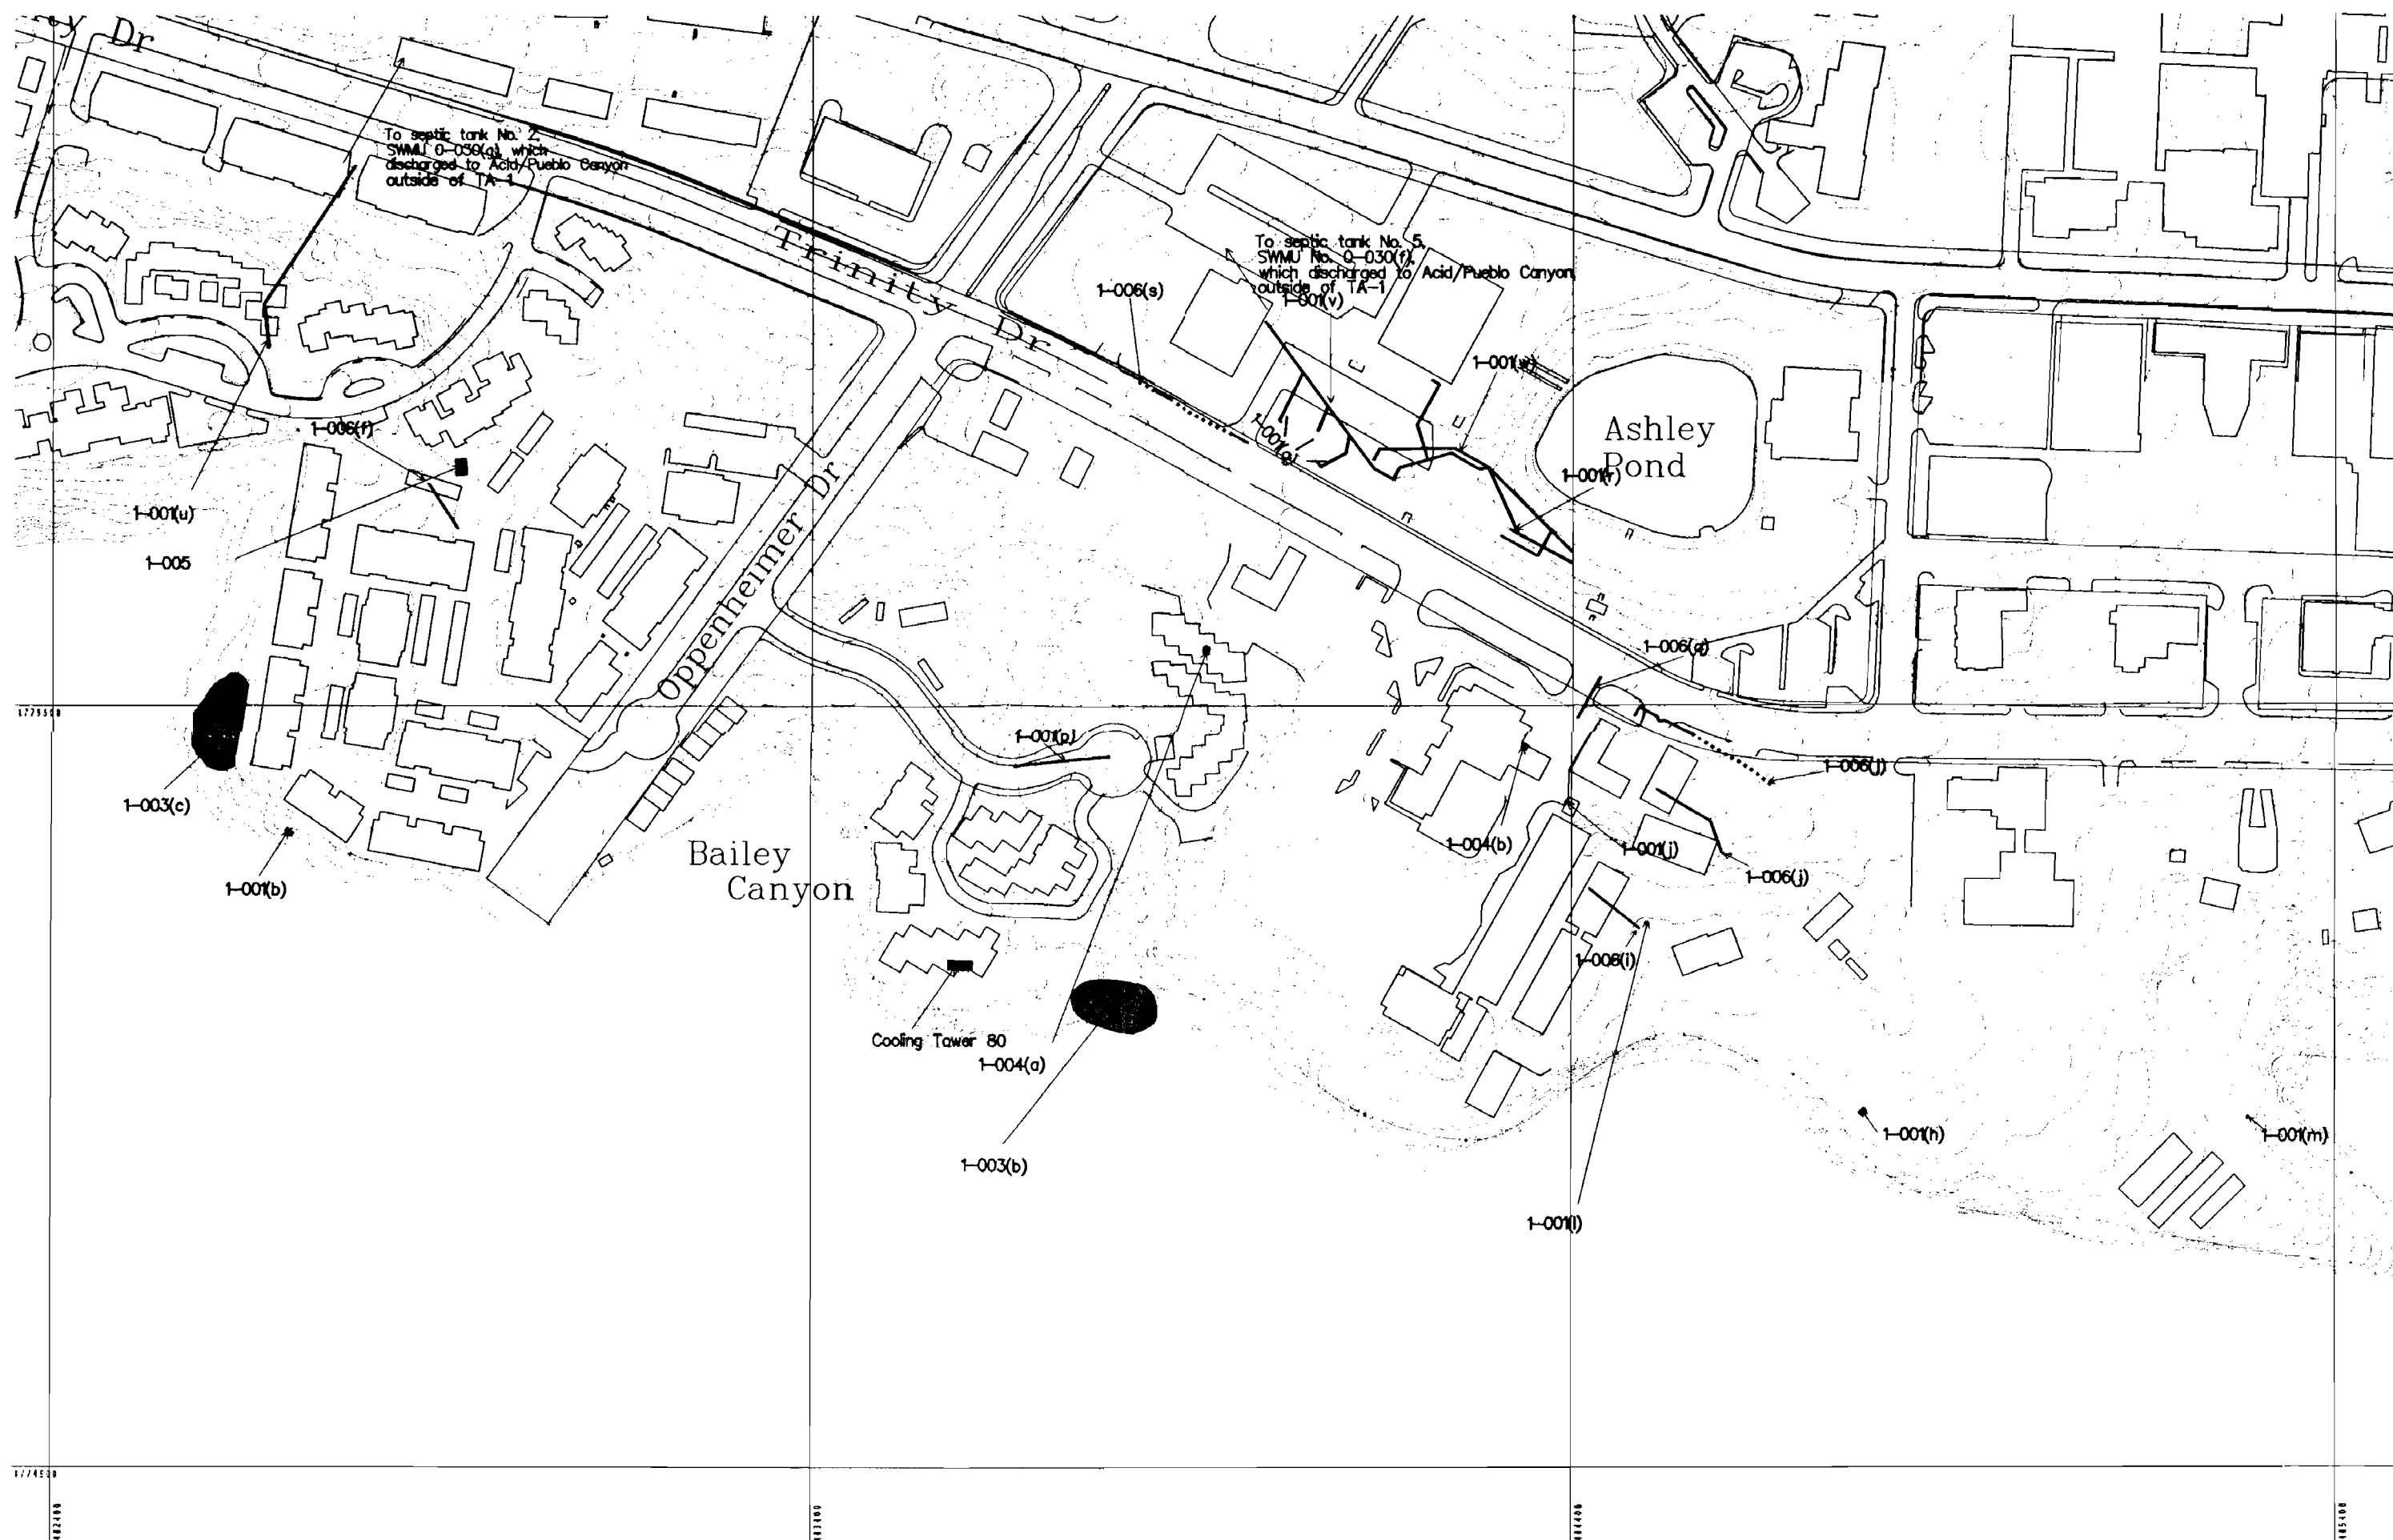 Dr
To septic tank No. 2,
SWMU 0-030(g), which
discharged to Acid/Pueblo Canyon
outside of TA-1
Trinity Dr
To septic tank No. 5,
SWMU No. 0-030(f),
which discharged to Acid/Pueblo Canyon
outside of TA-1
1-001(v)
1-006(s)
1-001(w)
Ashley
Pond
1-006(f)
1-001(r)
1-001(u)
1-005
Oppenheimer Dr
1-006(q)
1-001(p)
1-006(j)
1-003(c)
1-004(b)
1-001(j)
Bailey
Canyon
1-006(j)
1-001(b)
1-006(i)
Cooling Tower 80
1-004(a)
1-001(h)
1-001(m)
1-003(b)
1-001(l)